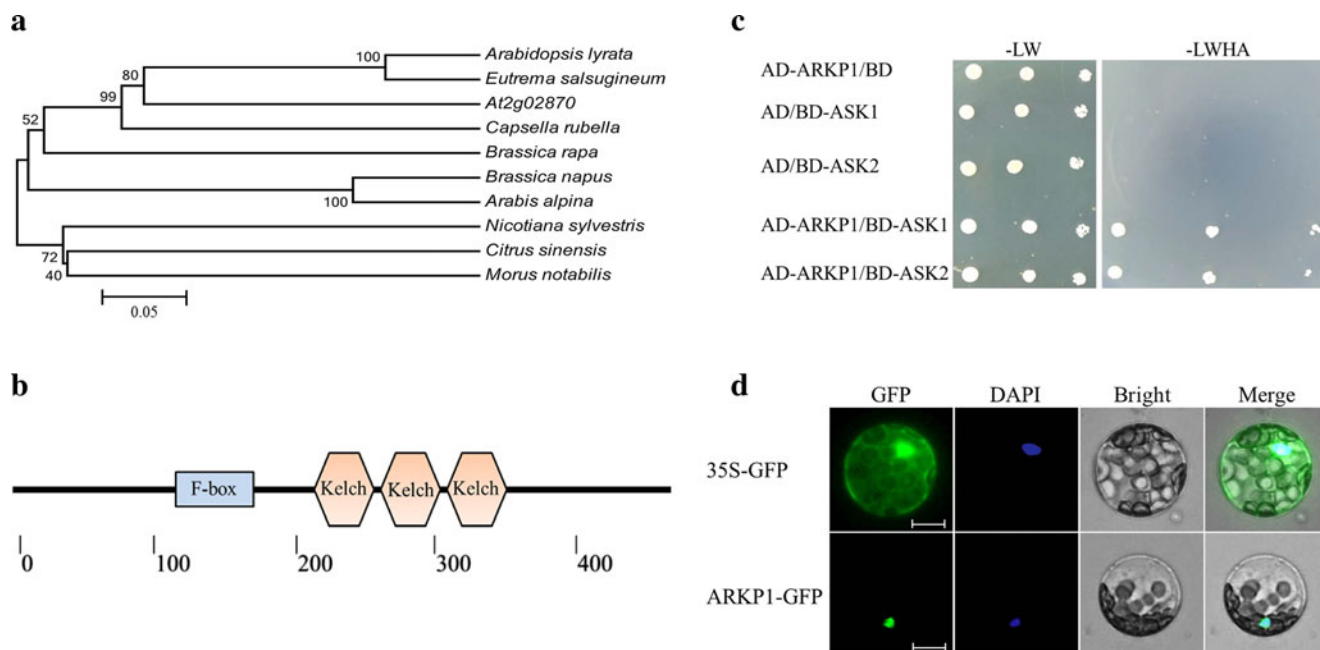 a
100
80
99
52
100
72
40
Arabidopsis lyrata
Eutrema salsugineum
At2g02870
Capsella rubella
Brassica rapa
Brassica napus
Arabis alpina
Nicotiana sylvestris
Citrus sinensis
Morus notabilis
0.05
b
F-box Kelch Kelch Kelch
0 100 200 300 400
c
-LW -LWHA
AD-ARKP1/BD
AD/BD-ASK1
AD/BD-ASK2
AD-ARKP1/BD-ASK1
AD-ARKP1/BD-ASK2
d
GFP DAPI Bright Merge
35S-GFP
ARKP1-GFP